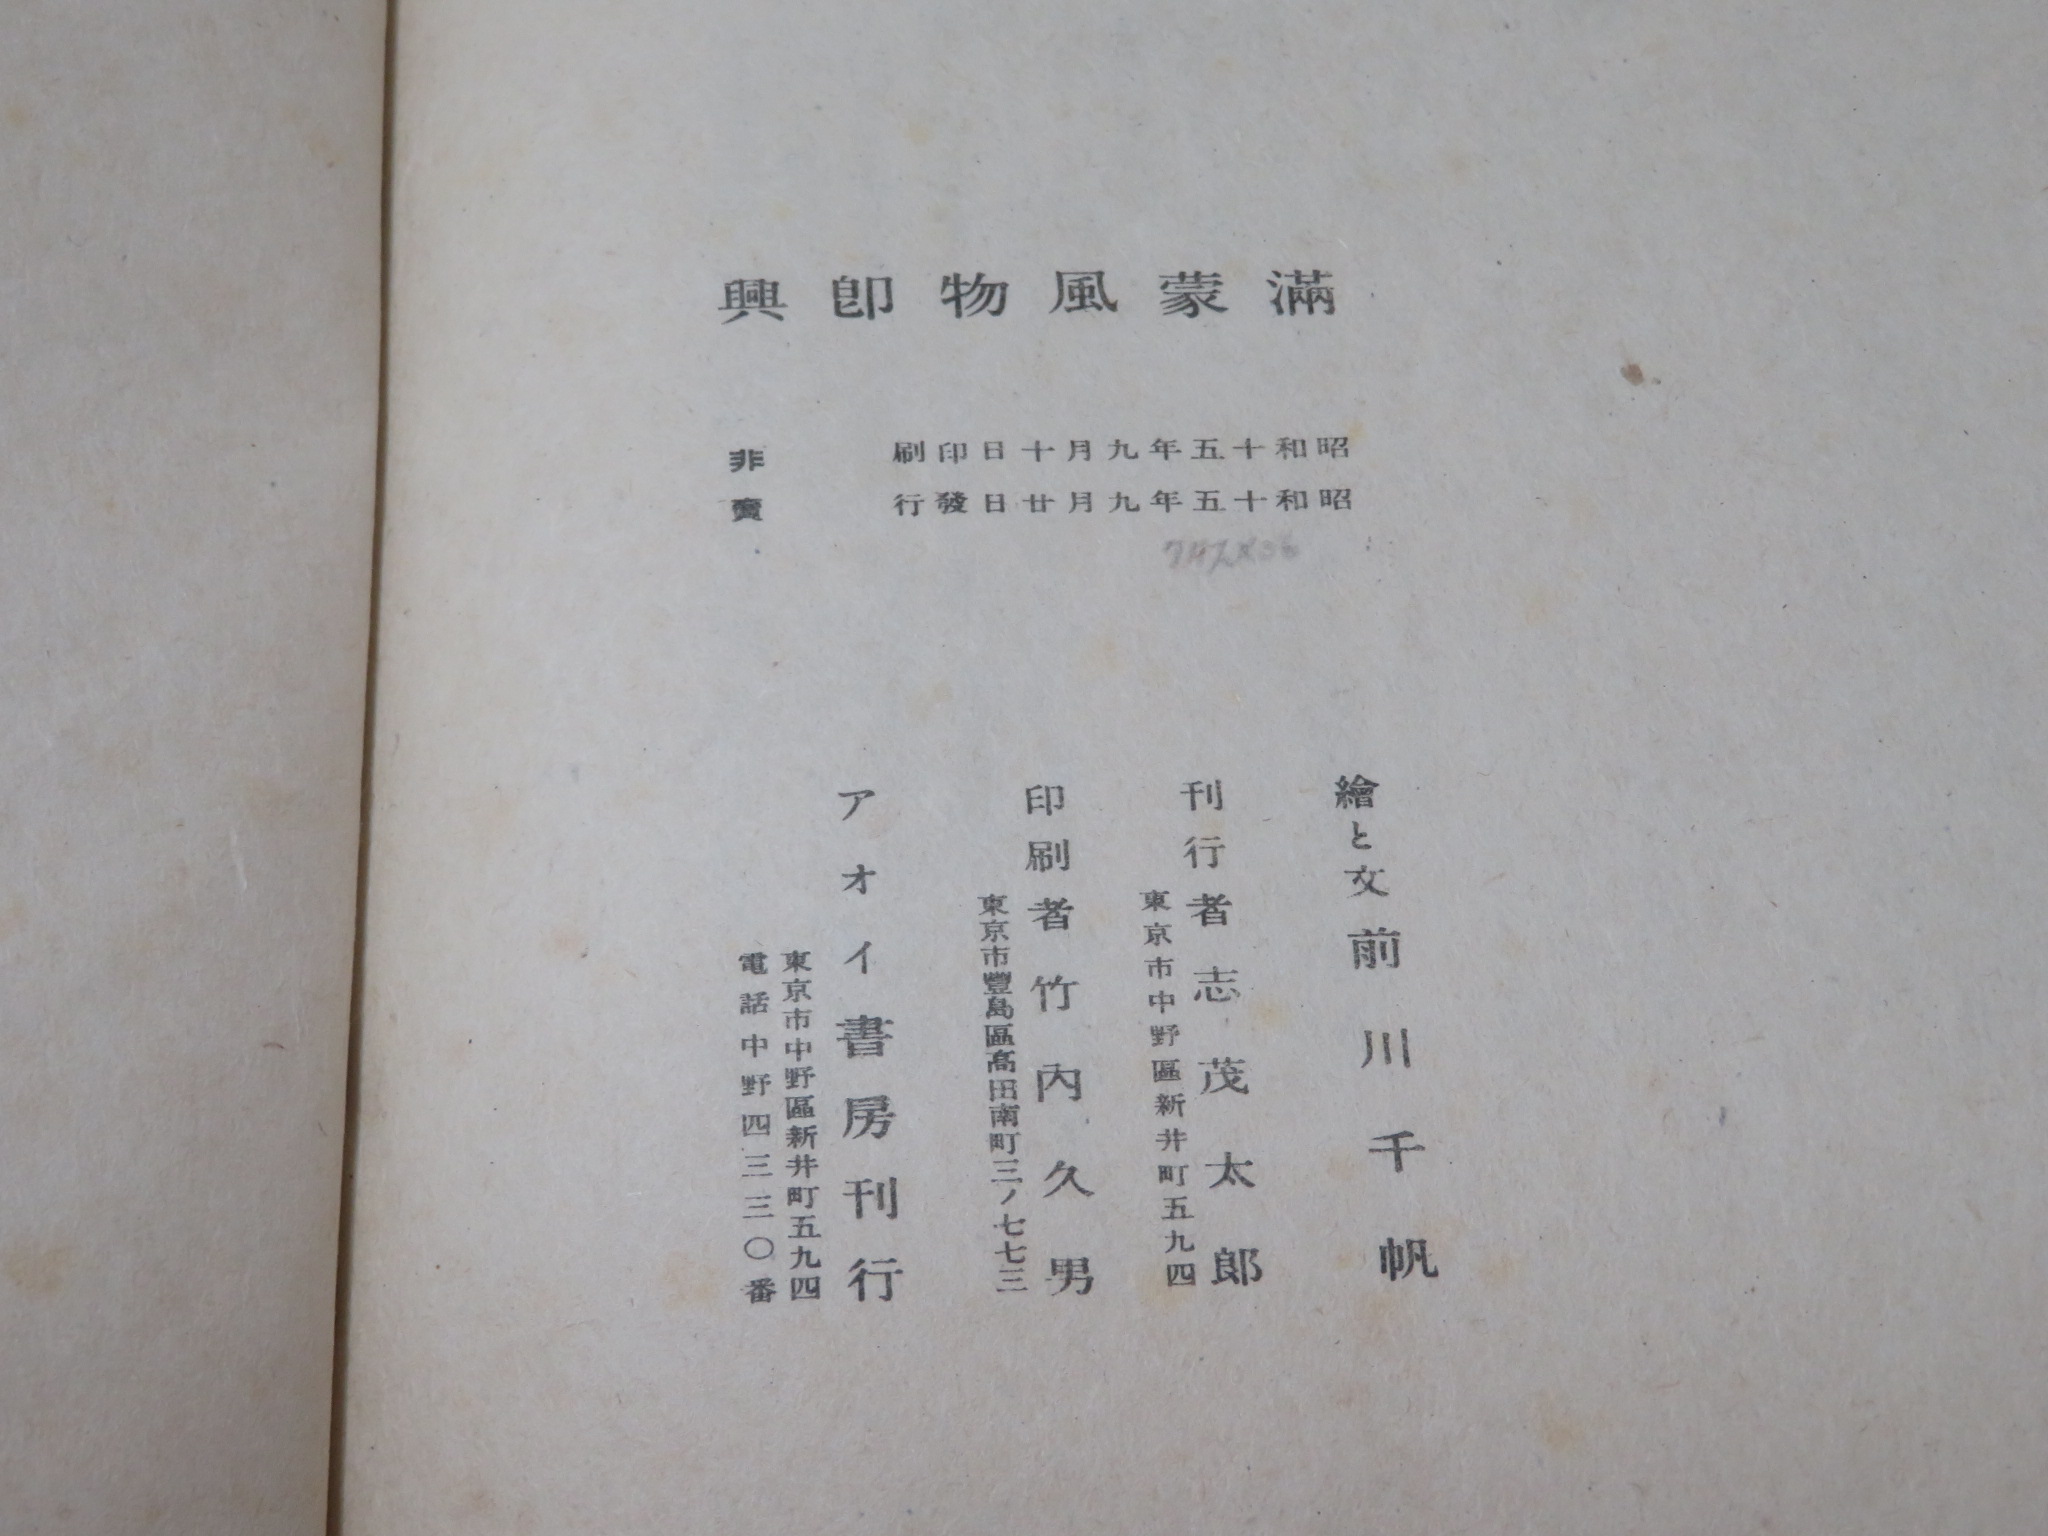 滿蒙風物卽興
昭和十五年九月十日印刷
昭和十五年九月廿日發行
非賣
繪と文 前川千帆
刊行者 志茂太郎
東京市中野區新井町五九四
印刷者 竹內久男
東京市豐島區高田南町三ノ七七三
アオイ書房刊行
東京市中野區新井町五九四
電話中野四三三〇番